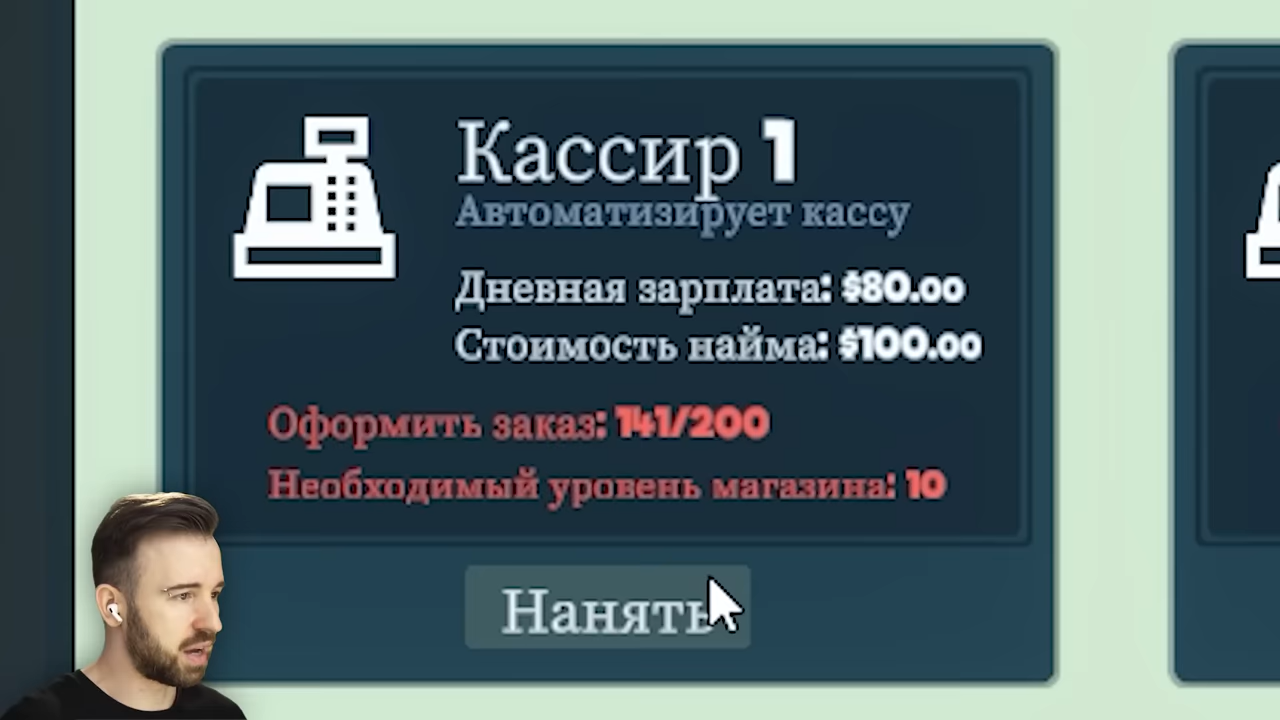 Кассир 1
Автоматизирует кассу
Дневная зарплата: $80.00
Стоимость найма: $100.00
Оформить заказ: 141/200
Необходимый уровень магазина: 10
Нанять